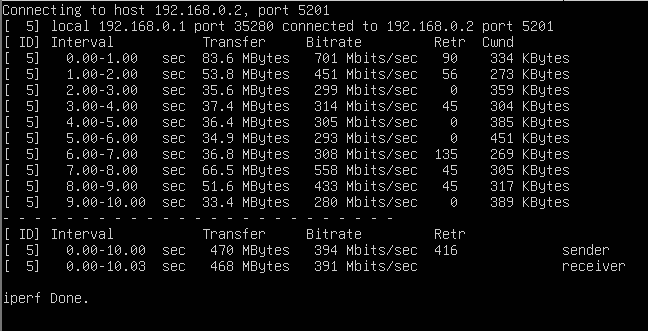 Connecting to host 192.168.0.2, port 5201
[  5] local 192.168.0.1 port 35280 connected to 192.168.0.2 port 5201
[ ID] Interval           Transfer     Bitrate         Retr  Cwnd
[  5]   0.00-1.00   sec  83.6 MBytes   701 Mbits/sec   90    334 KBytes
[  5]   1.00-2.00   sec  53.8 MBytes   451 Mbits/sec   56    273 KBytes
[  5]   2.00-3.00   sec  35.6 MBytes   299 Mbits/sec    0    359 KBytes
[  5]   3.00-4.00   sec  37.4 MBytes   314 Mbits/sec   45    304 KBytes
[  5]   4.00-5.00   sec  36.4 MBytes   305 Mbits/sec    0    385 KBytes
[  5]   5.00-6.00   sec  34.9 MBytes   293 Mbits/sec    0    451 KBytes
[  5]   6.00-7.00   sec  36.8 MBytes   308 Mbits/sec  135    269 KBytes
[  5]   7.00-8.00   sec  66.5 MBytes   558 Mbits/sec   45    305 KBytes
[  5]   8.00-9.00   sec  51.6 MBytes   433 Mbits/sec   45    317 KBytes
[  5]   9.00-10.00  sec  33.4 MBytes   280 Mbits/sec    0    389 KBytes
- - - - - - - - - - - - - - - - - - - - - - - - -
[ ID] Interval           Transfer     Bitrate         Retr
[  5]   0.00-10.00  sec   470 MBytes   394 Mbits/sec  416             sender
[  5]   0.00-10.03  sec   468 MBytes   391 Mbits/sec                  receiver
iperf Done.